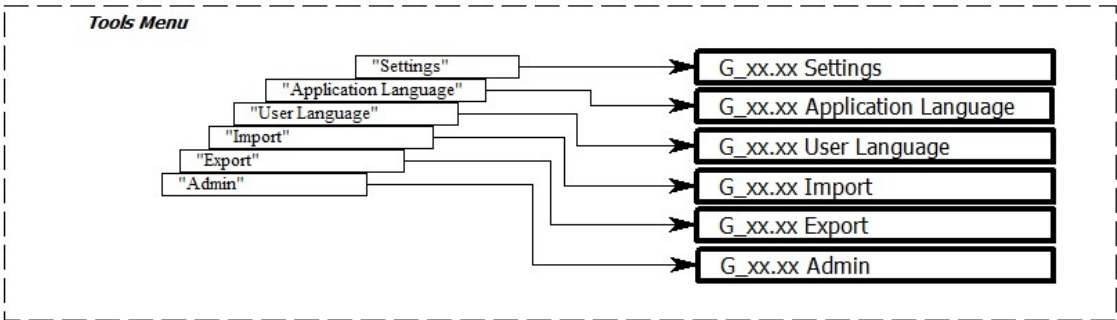 Tools Menu
"Settings"
G_xx.xx Settings
"Application Language"
G_xx.xx Application Language
"User Language"
G_xx.xx User Language
"Import"
G_xx.xx Import
"Export"
G_xx.xx Export
"Admin"
G_xx.xx Admin